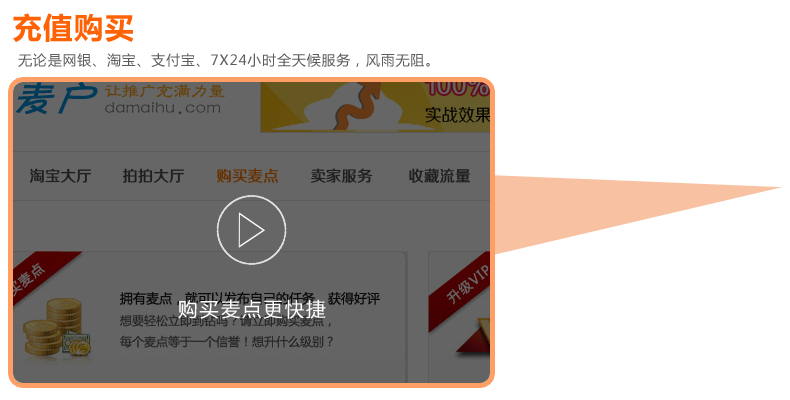 充值购买
无论是网银、淘宝、支付宝、7X24小时全天候服务，风雨无阻。
麦户 让推广充满力量
damaihu.com
100%
实战效果
淘宝大厅 拍拍大厅 购买麦点 卖家服务 收藏流量
买麦点
升级VIP
拥有麦点，就可以发布自己的任务，获得好评
购买麦点更快捷
想要轻松立即到钻吗？请立即购买麦点，
每个麦点等于一个信誉！想升什么级别？